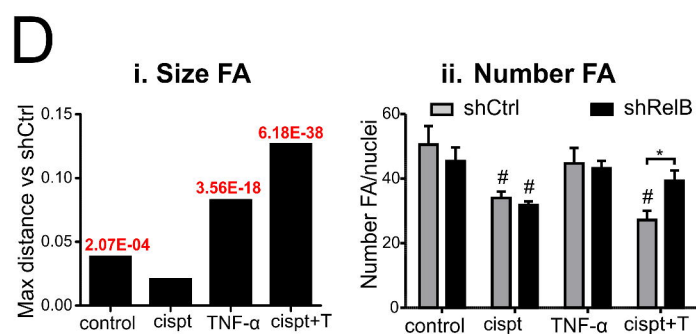 D
i. Size FA
Max distance vs shCtrl
0.15
0.10
0.05
0.00
2.07E-04
3.56E-18
6.18E-38
control cispt TNF-α cispt+T
ii. Number FA
shCtrl shRelB
Number FA/nuclei
60
40
20
0
# # # *
control cispt TNF-α cispt+T